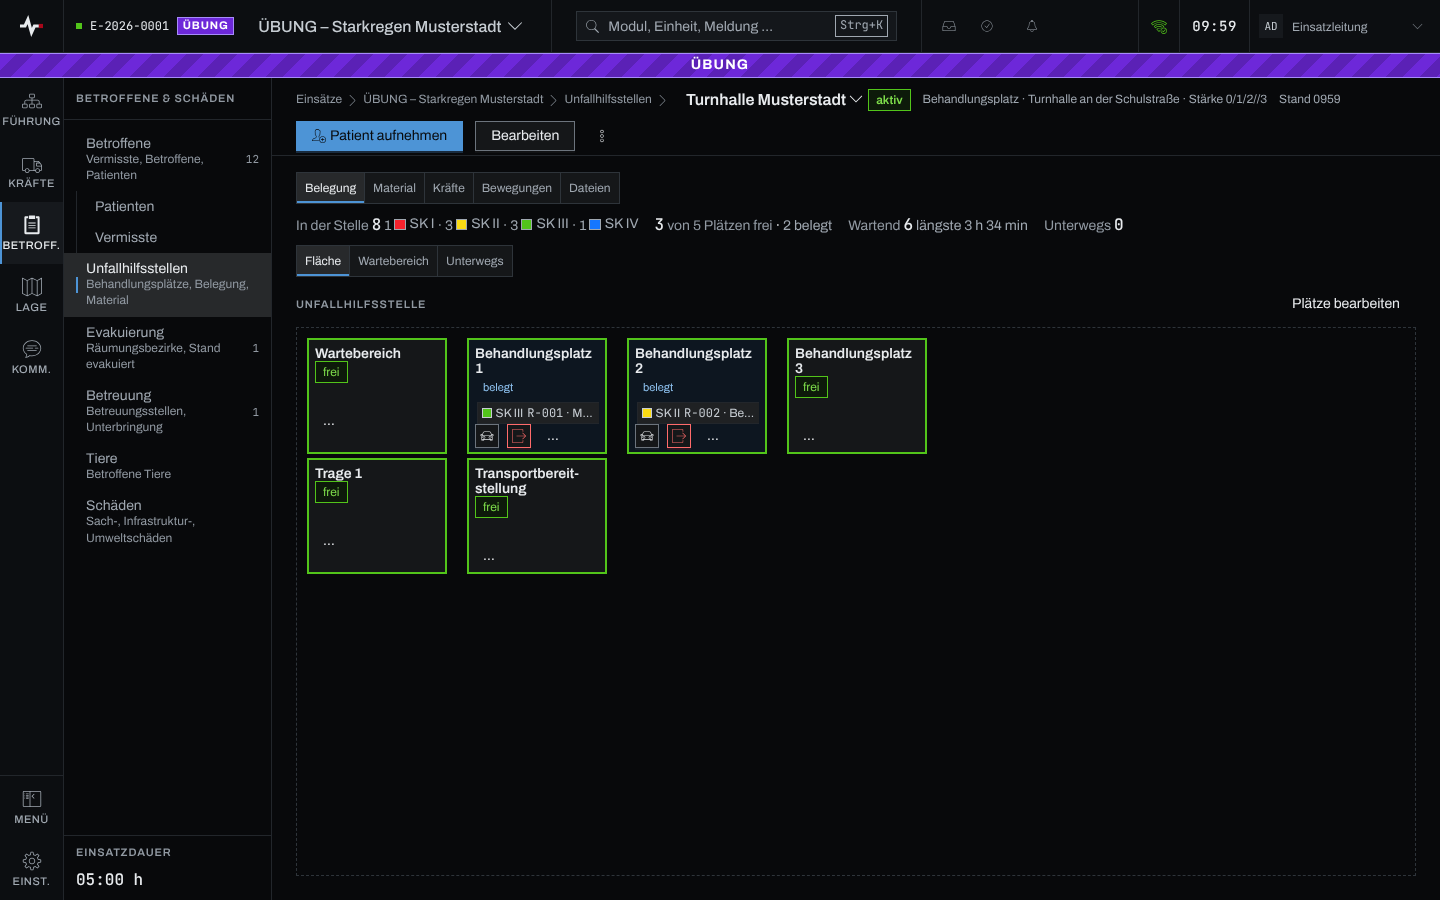 E-2026-0001 ÜBUNG ÜBUNG – Starkregen Musterstadt Modul, Einheit, Meldung ... Strg+K 09:59 AD Einsatzleitung
ÜBUNG
FÜHRUNG
KRÄFTE
BETROFF.
LAGE
KOMM.
MENÜ
EINST.
BETROFFENE & SCHÄDEN
Betroffene
Vermisste, Betroffene, 12
Patienten
Patienten
Vermisste
Unfallhilfsstellen
Behandlungsplätze, Belegung,
Material
Evakuierung
Räumungsbezirke, Stand 1
evakuiert
Betreuung
Betreuungsstellen, 1
Unterbringung
Tiere
Betroffene Tiere
Schäden
Sach-, Infrastruktur-,
Umweltschäden
EINSATZDAUER
05:00 h
Einsätze ÜBUNG – Starkregen Musterstadt Unfallhilfsstellen Turnhalle Musterstadt aktiv Behandlungsplatz · Turnhalle an der Schulstraße · Stärke 0/1/2//3 Stand 0959
Patient aufnehmen Bearbeiten
Belegung Material Kräfte Bewegungen Dateien
In der Stelle 8 1 SK I · 3 SK II · 3 SK III · 1 SK IV 3 von 5 Plätzen frei · 2 belegt Wartend 6 längste 3 h 34 min Unterwegs 0
Fläche Wartebereich Unterwegs
UNFALLHILFSSTELLE Plätze bearbeiten
Wartebereich
frei
...
Behandlungsplatz
1
belegt
SK III R-001 · M...
...
Behandlungsplatz
2
belegt
SK II R-002 · Be...
...
Behandlungsplatz
3
frei
...
Trage 1
frei
...
Transportbereit-
stellung
frei
...